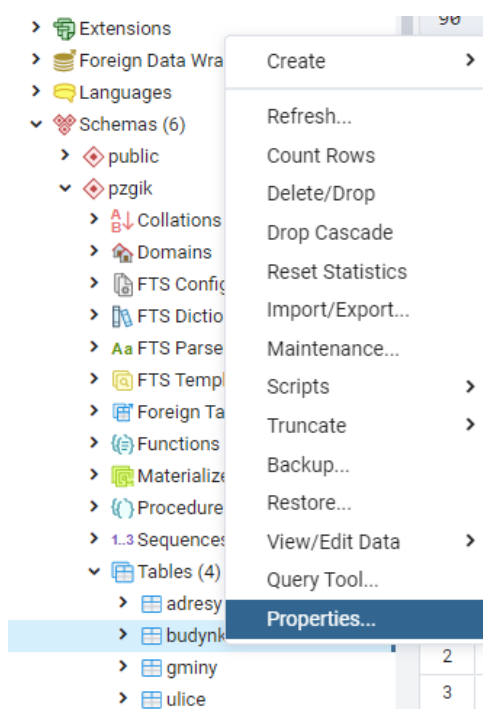 Extensions
Foreign Data Wra
Languages
Schemas (6)
public
pzgik
Collations
Domains
FTS Config
FTS Dictio
Aa FTS Parse
FTS Templ
Foreign Ta
Functions
Materialize
Procedure
1..3 Sequences
Tables (4)
adresy
budynk
gminy
ulice
90
Create
Refresh...
Count Rows
Delete/Drop
Drop Cascade
Reset Statistics
Import/Export...
Maintenance...
Scripts
Truncate
Backup...
Restore...
View/Edit Data
Query Tool...
Properties...
2
3